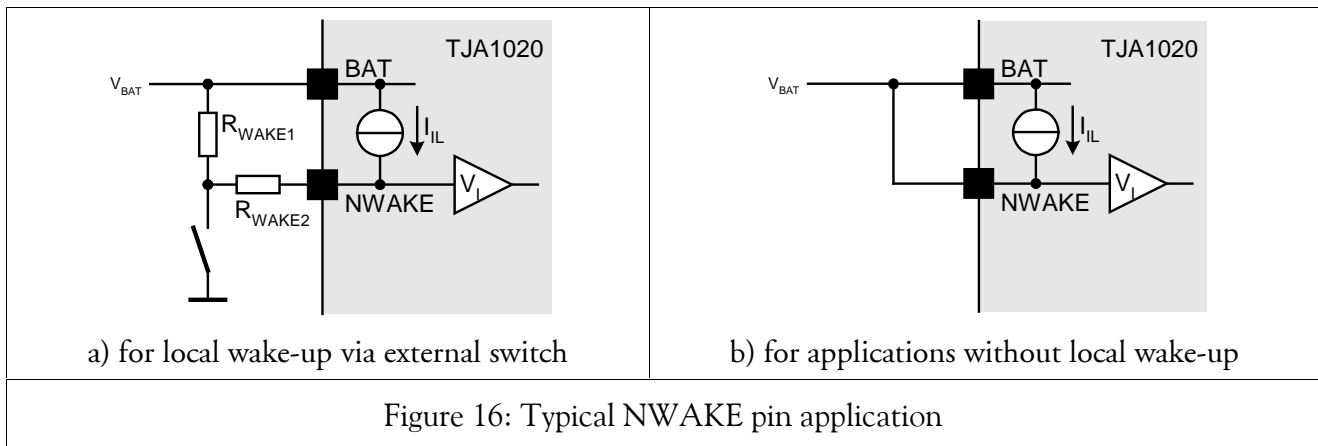 TJA1020
BAT
V_BAT
I_IL
R_WAKE1
V_I
NWAKE
R_WAKE2
a) for local wake-up via external switch
TJA1020
BAT
V_BAT
I_IL
V_I
NWAKE
b) for applications without local wake-up
Figure 16: Typical NWAKE pin application